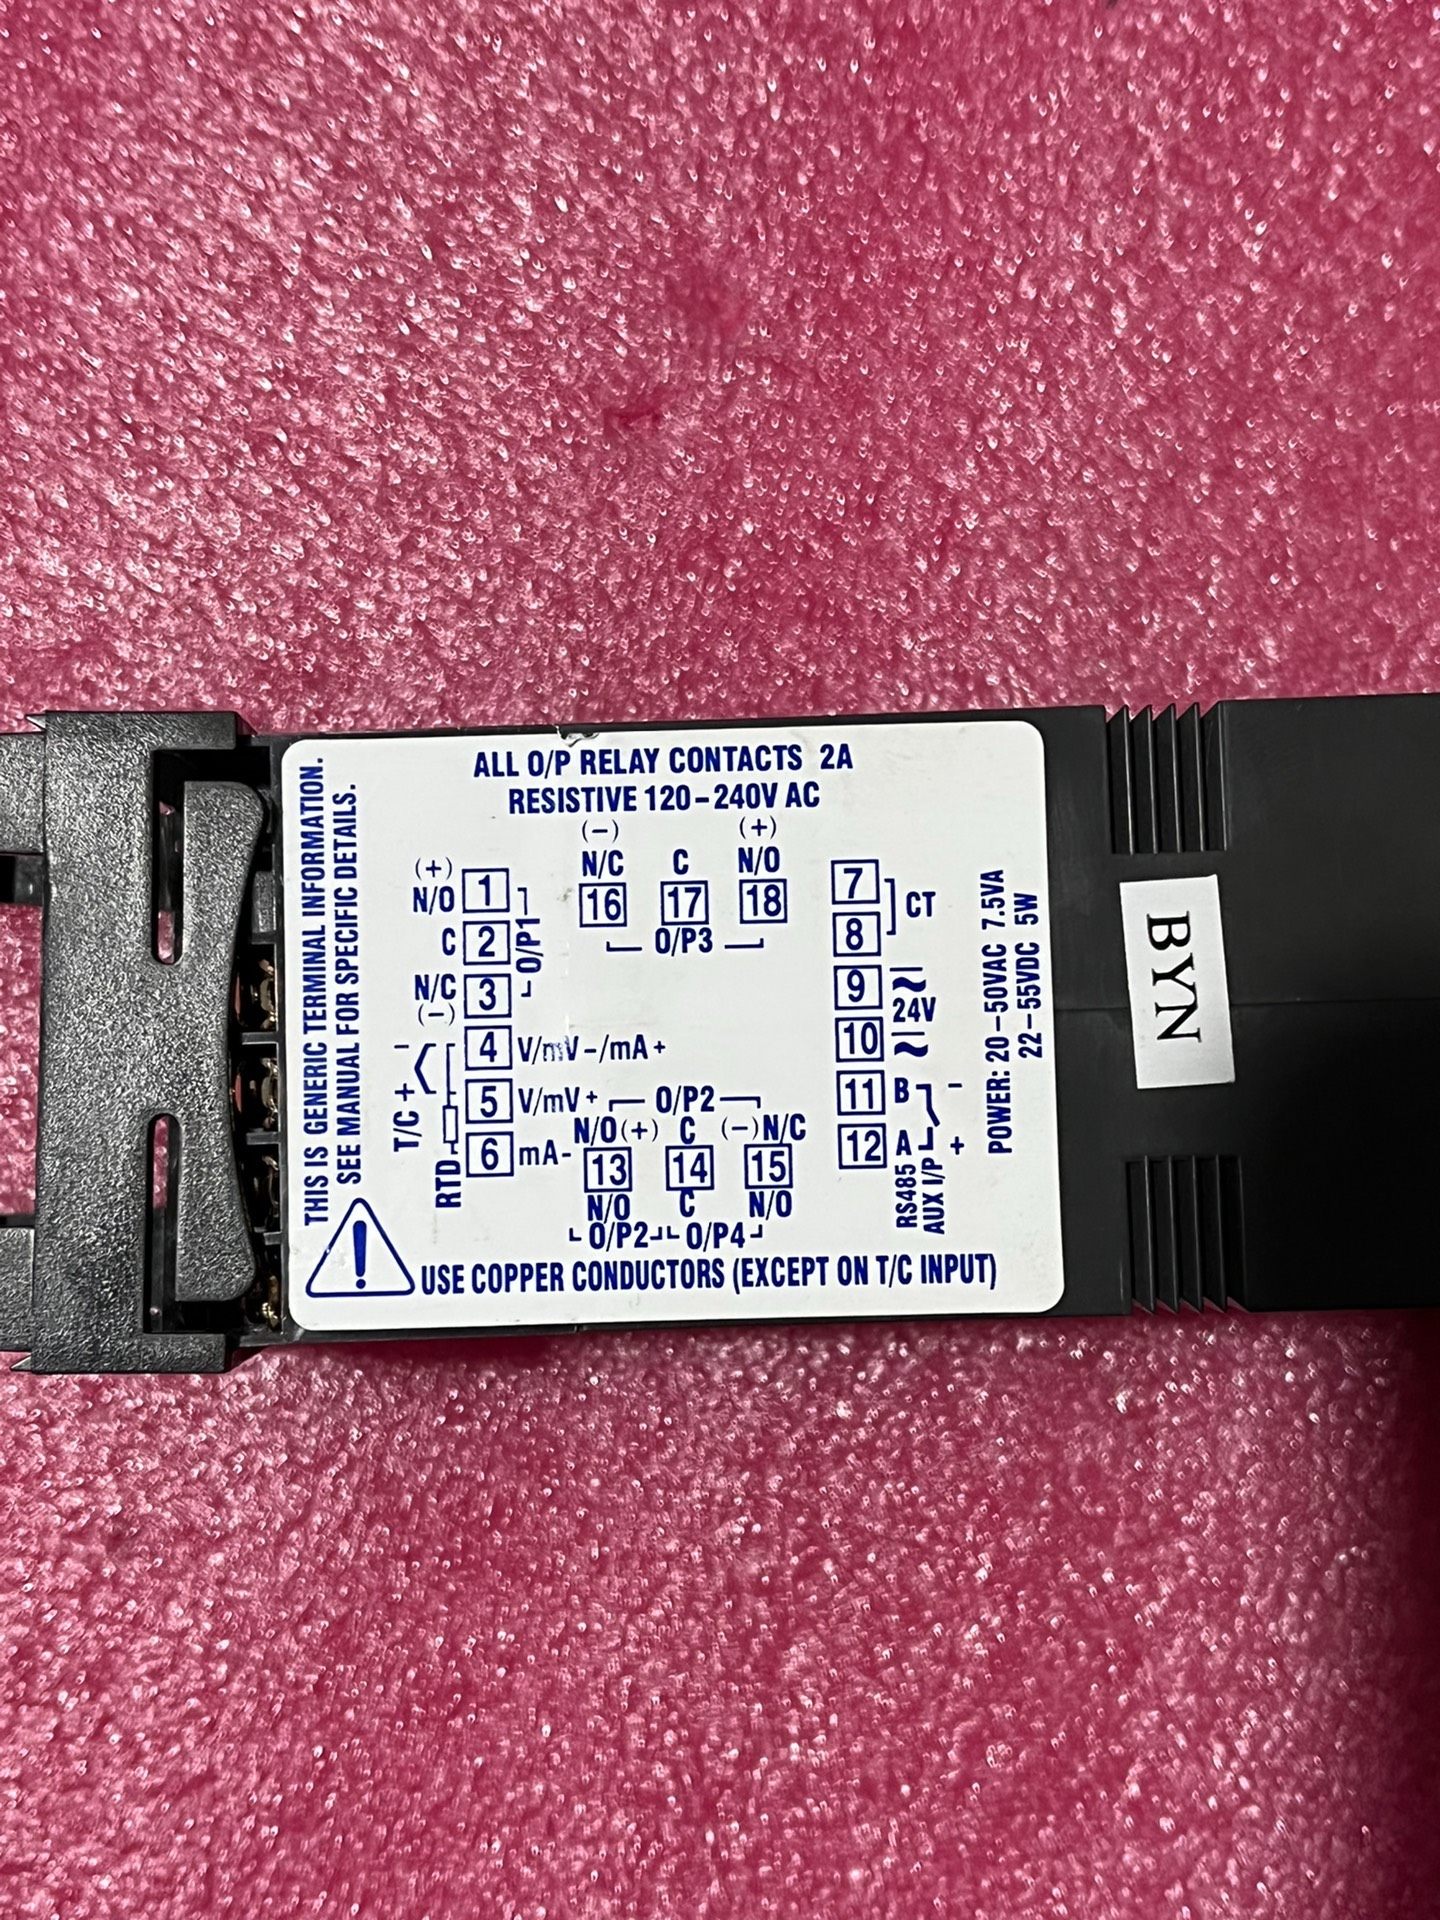 THIS IS GENERIC TERMINAL INFORMATION.
SEE MANUAL FOR SPECIFIC DETAILS.
ALL O/P RELAY CONTACTS 2A
RESISTIVE 120-240V AC
(+)
N/O 1
C 2
N/C 3
(-)
O/P1
(-) (+)
N/C C N/O
16 17 18
O/P3
7
8
CT
9
24V
10
11 B -
12 A +
RS485
AUX I/P
- T/C +
RTD
4 V/mV-/mA+
5 V/mV+
6 mA-
O/P2
N/O(+) C (-)N/C
13 14 15
N/O C N/O
O/P2 O/P4
POWER: 20-50VAC 7.5VA
22-55VDC 5W
! USE COPPER CONDUCTORS (EXCEPT ON T/C INPUT)
BYN